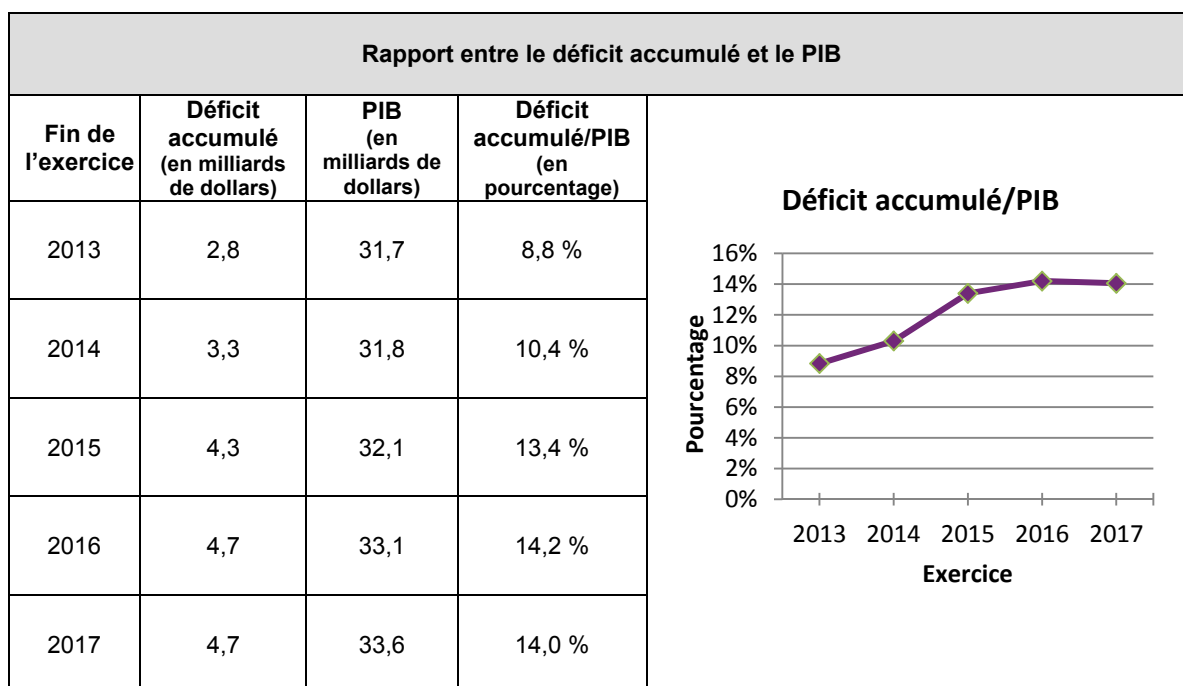 Rapport entre le déficit accumulé et le PIB
Fin de
l'exercice
Déficit
accumulé
(en milliards
de dollars)
PIB
(en
milliards de
dollars)
Déficit
accumulé/PIB
(en
pourcentage)
2013 2,8 31,7 8,8 %
2014 3,3 31,8 10,4 %
2015 4,3 32,1 13,4 %
2016 4,7 33,1 14,2 %
2017 4,7 33,6 14,0 %
Déficit accumulé/PIB
Pourcentage
16%
14%
12%
10%
8%
6%
4%
2%
0%
2013 2014 2015 2016 2017
Exercice